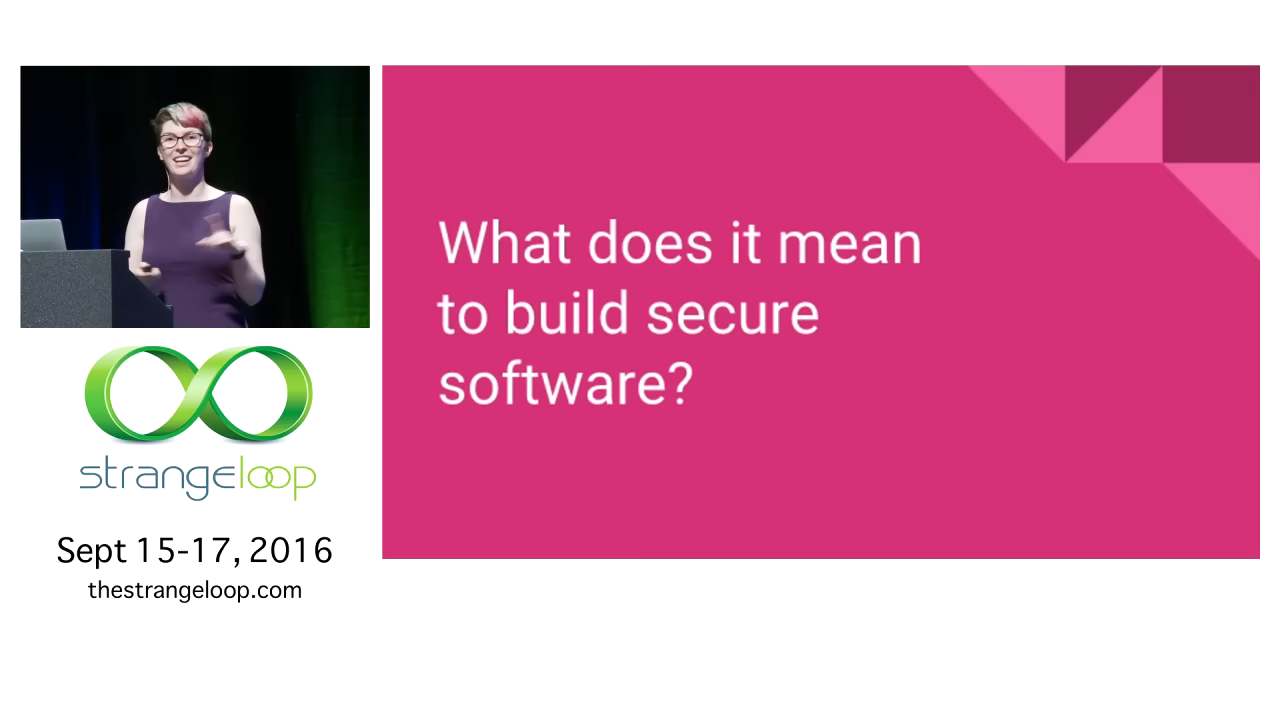 What does it mean
to build secure
software?
strangeloop
Sept 15-17, 2016
thestrangeloop.com